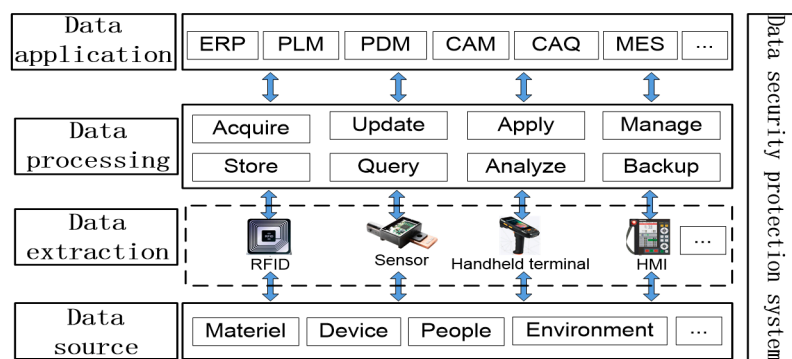 Data
application
ERP PLM PDM CAM CAQ MES ...
Data
processing
Acquire Update Apply Manage
Store Query Analyze Backup
Data
extraction
RFID Sensor Handheld terminal HMI ...
Data
source
Materiel Device People Environment ...
Data security protection system